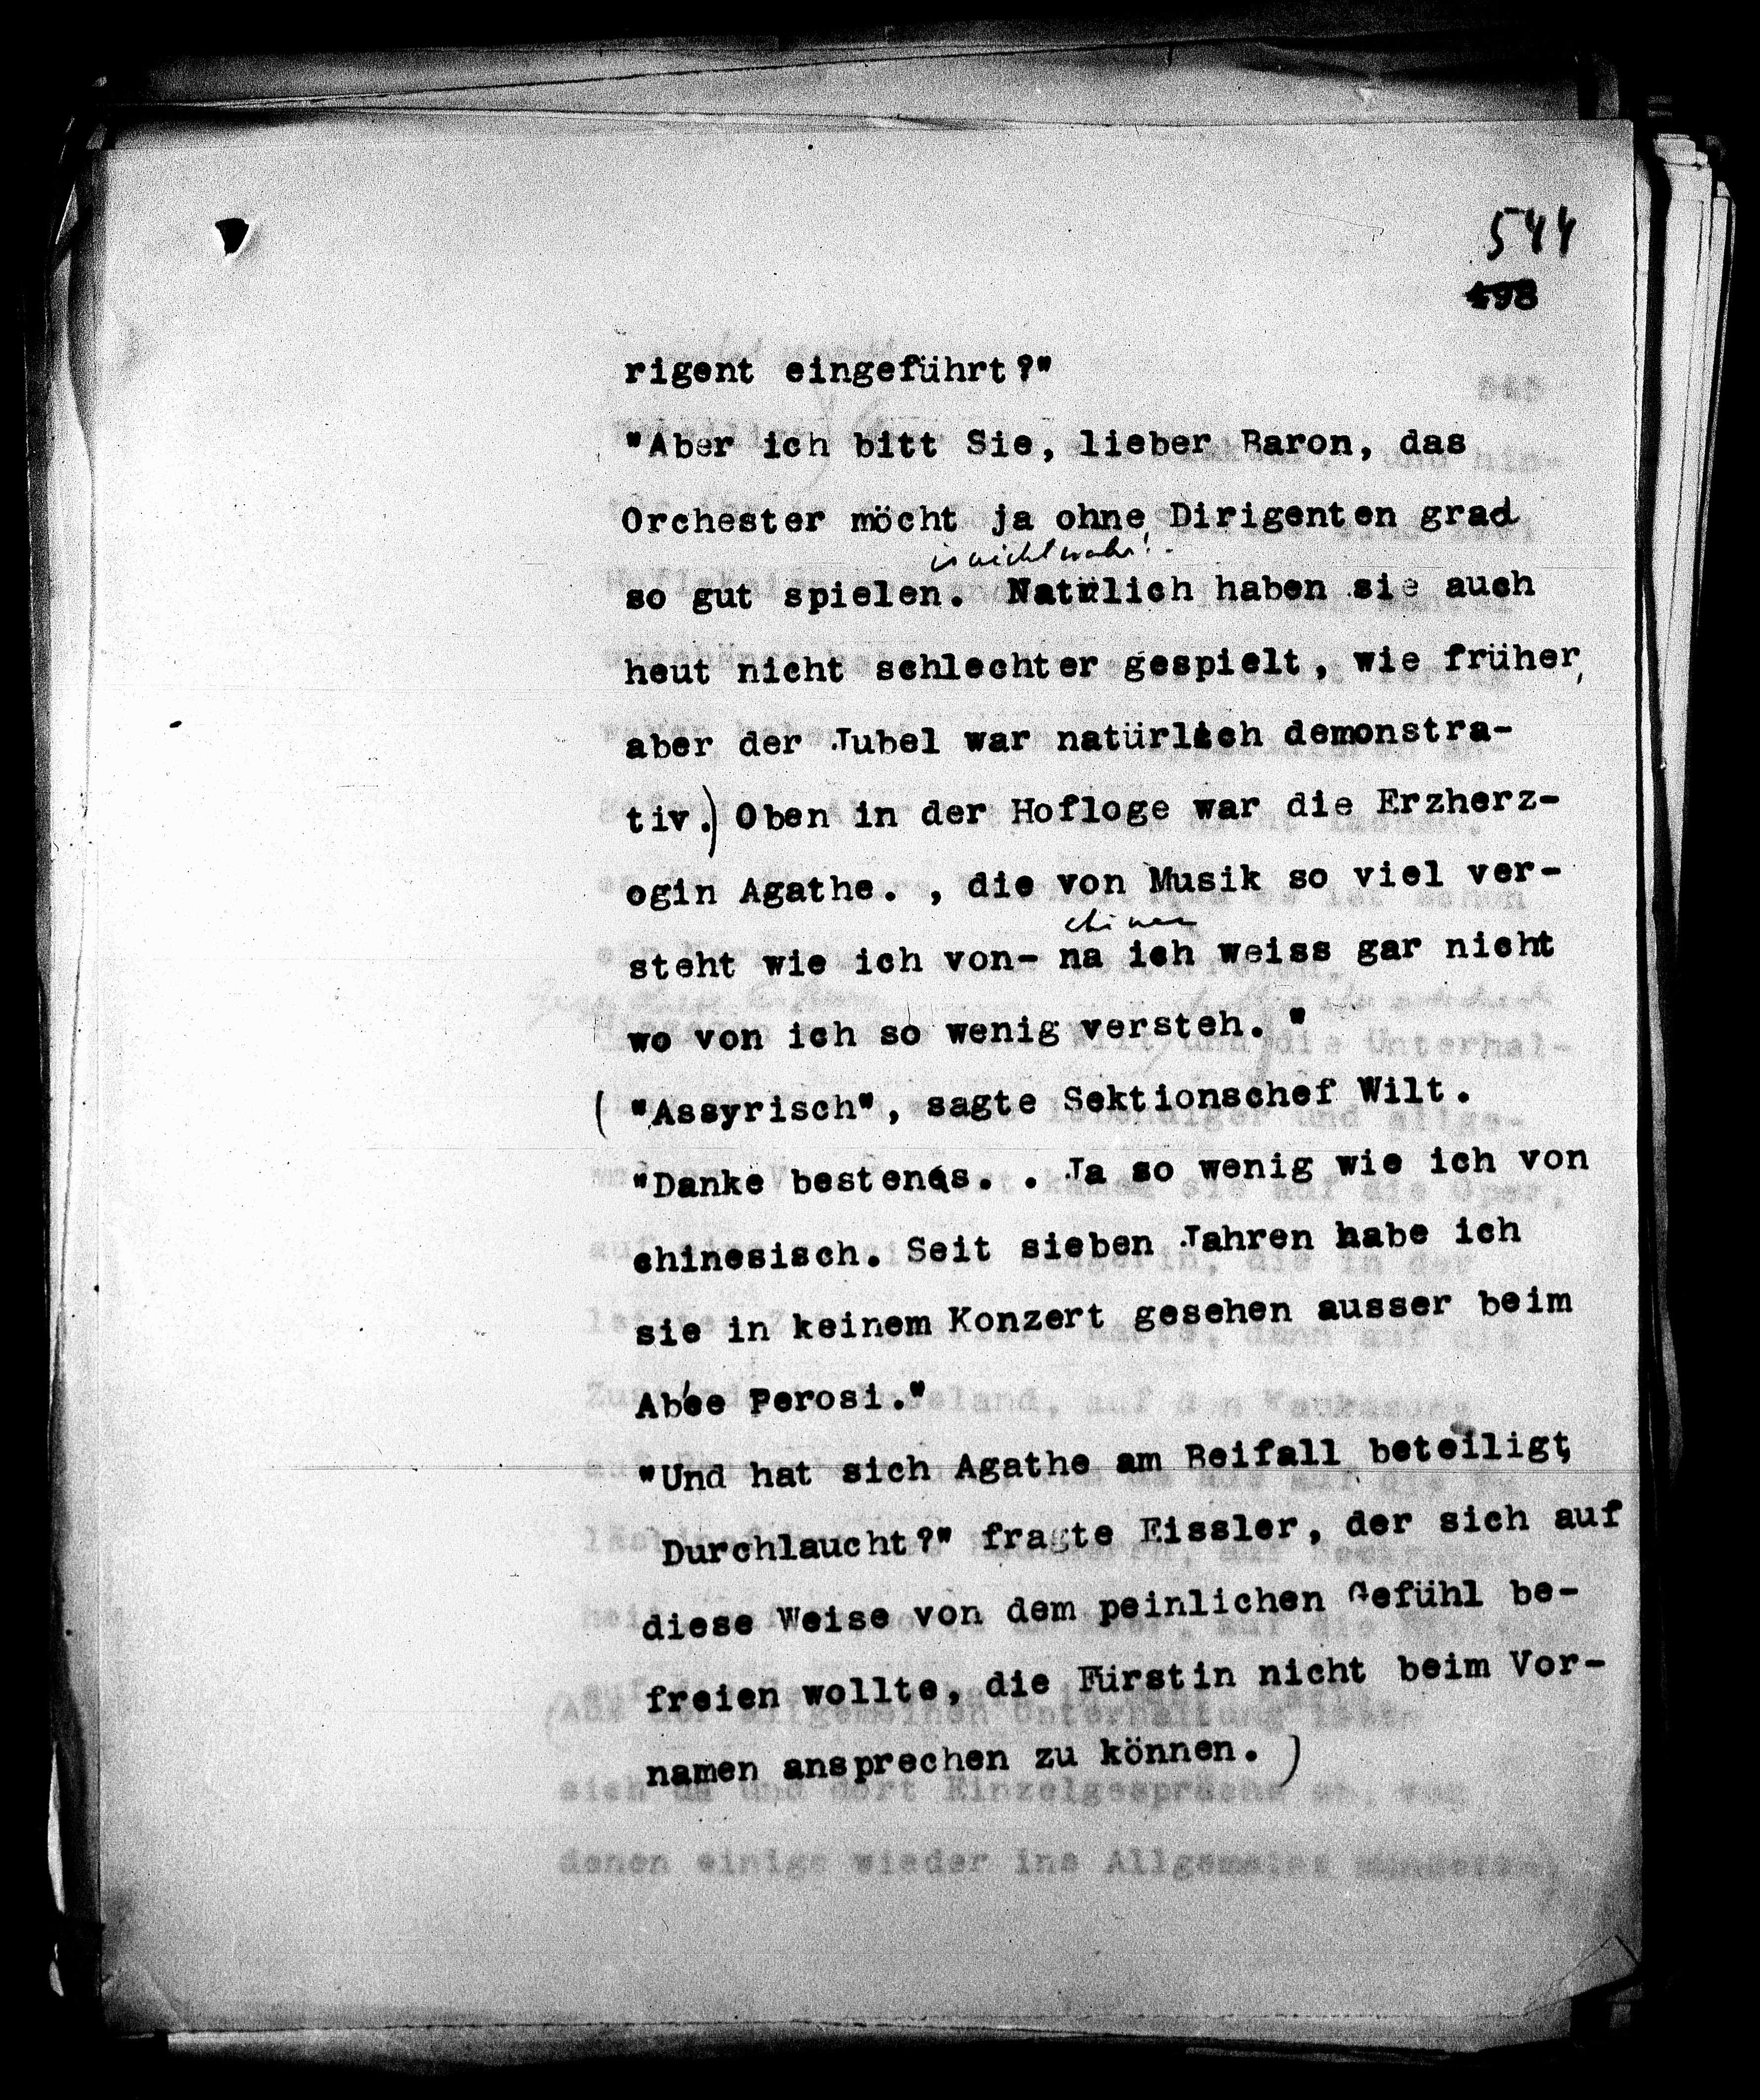 544
498
rigent eingeführt?"
"Aber ich bitt Sie, lieber Baron, das
Orchester möcht ja ohne Dirigenten grad
is nicht wahr!
so gut spielen. Natülich haben sie auch
heut nicht schlechter gespielt, wie früher,
aber der Jubel war natürlich demonstra-
tiv.) Oben in der Hofloge war die Erzherz-
ogin Agathe. , die von Musik so viel ver-
steht wie ich von- na ich weiss gar nicht
wo von ich so wenig versteh. "
( "Assyrisch", sagte Sektionschef Wilt.
"Danke bestens. . Ja so wenig wie ich von
chinesisch. Seit sieben Jahren habe ich
sie in keinem Konzert gesehen ausser beim
Abée Perosi."
"Und hat sich Agathe am Beifall beteiligt,
Durchlaucht?" fragte Eissler, der sich auf
diese Weise von dem peinlichen Gefühl be-
freien wollte, die Fürstin nicht beim Vor-
namen ansprechen zu können. )